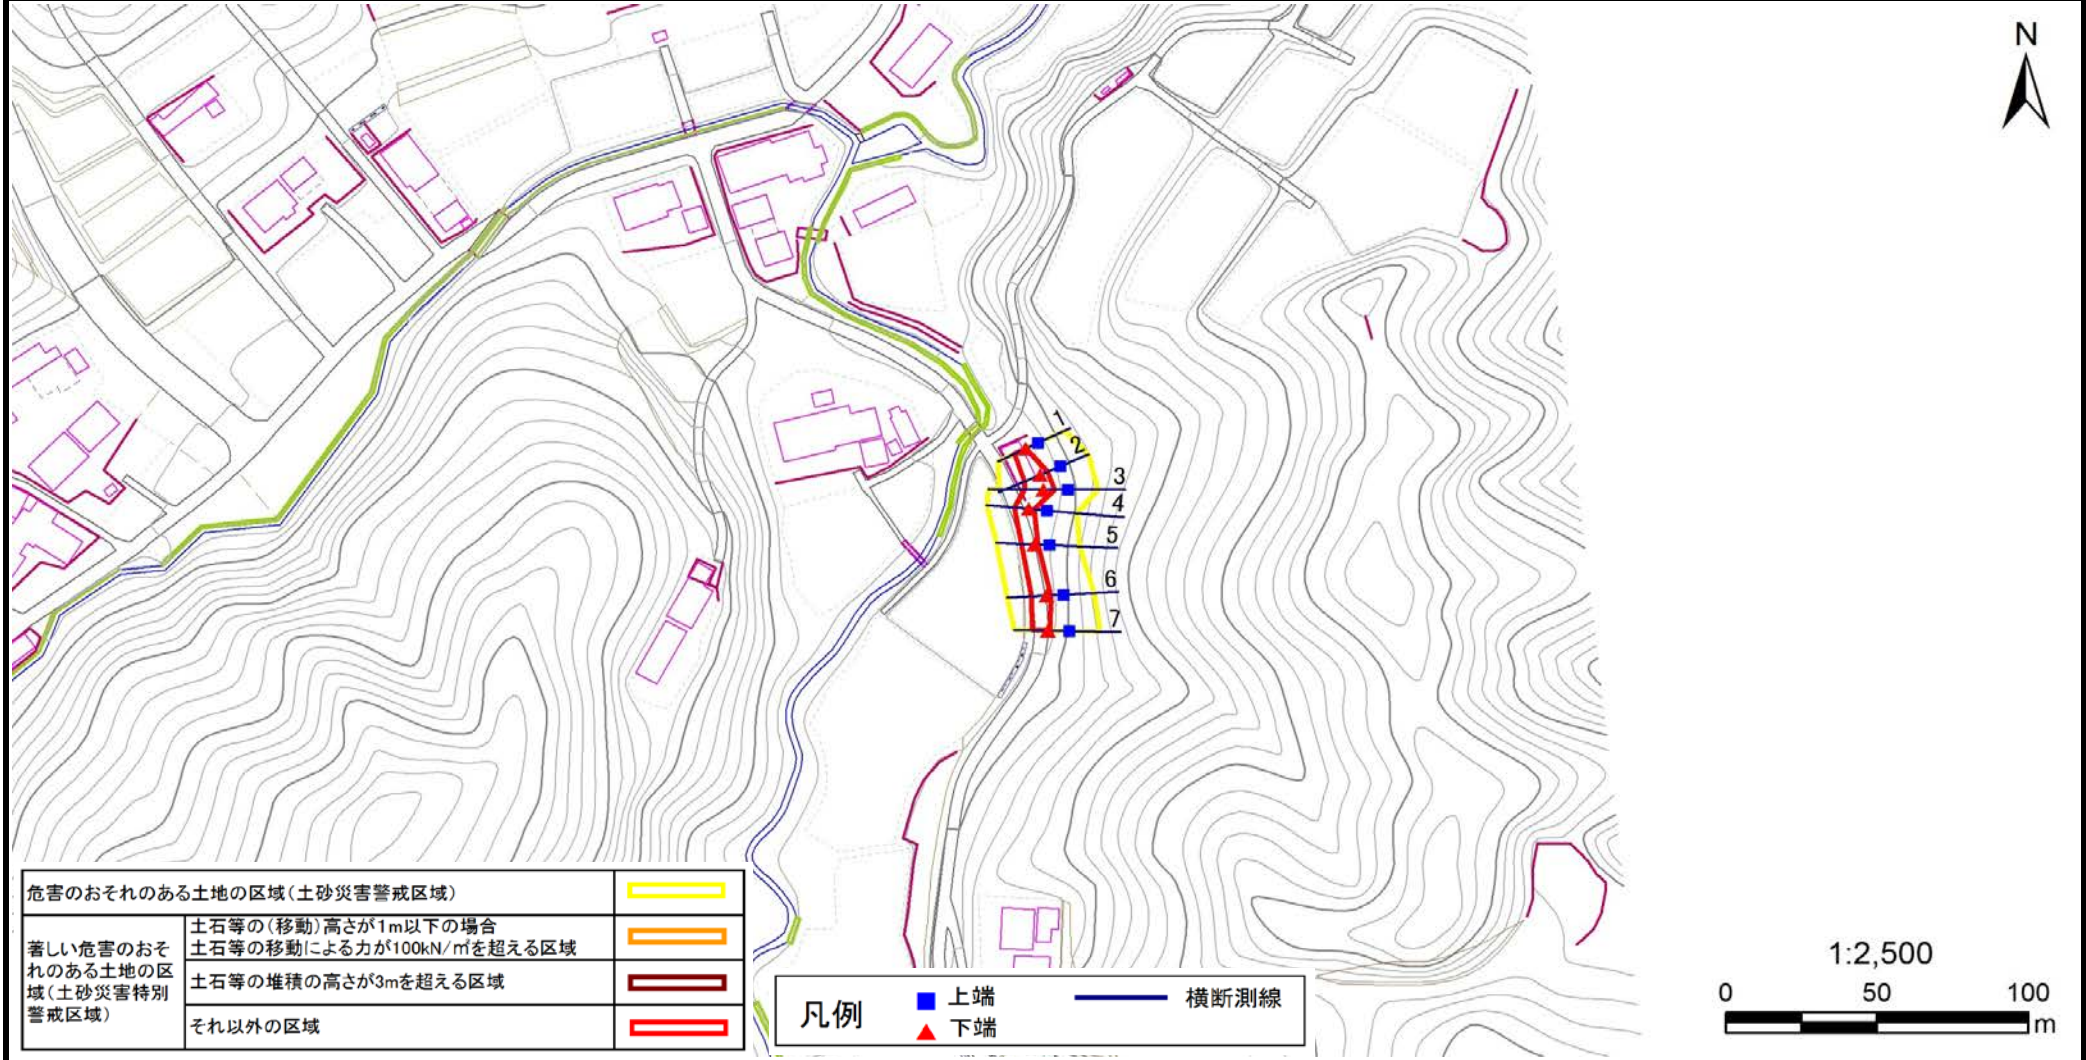 N
1
2
3
4
5
6
7
危害のおそれのある土地の区域(土砂災害警戒区域)
著しい危害のおそ
れのある土地の区
域(土砂災害特別
警戒区域)
土石等の(移動)高さが1m以下の場合
土石等の移動による力が100kN/㎡を超える区域
土石等の堆積の高さが3mを超える区域
それ以外の区域
凡例
上端
下端
横断測線
1:2,500
0 50 100
m